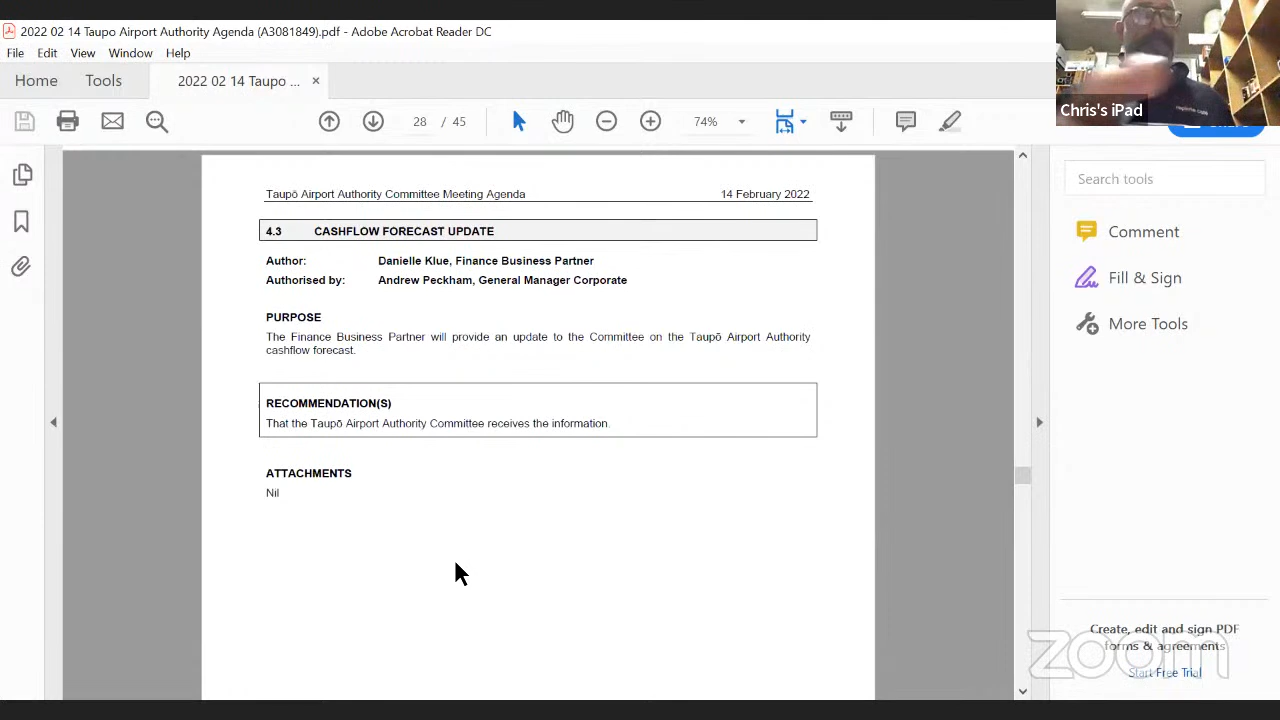 2022 02 14 Taupo Airport Authority Agenda (A3081849).pdf - Adobe Acrobat Reader DC
File Edit View Window Help
Home Tools 2022 02 14 Taupo ... ×
28 / 45 74%
Chris's iPad
Search tools
Comment
Fill & Sign
More Tools
Taupō Airport Authority Committee Meeting Agenda 14 February 2022
4.3 CASHFLOW FORECAST UPDATE
Author: Danielle Klue, Finance Business Partner
Authorised by: Andrew Peckham, General Manager Corporate
PURPOSE
The Finance Business Partner will provide an update to the Committee on the Taupō Airport Authority
cashflow forecast.
RECOMMENDATION(S)
That the Taupō Airport Authority Committee receives the information.
ATTACHMENTS
Nil
Create, edit and sign PDF
forms & agreements
Start Free Trial
zoom